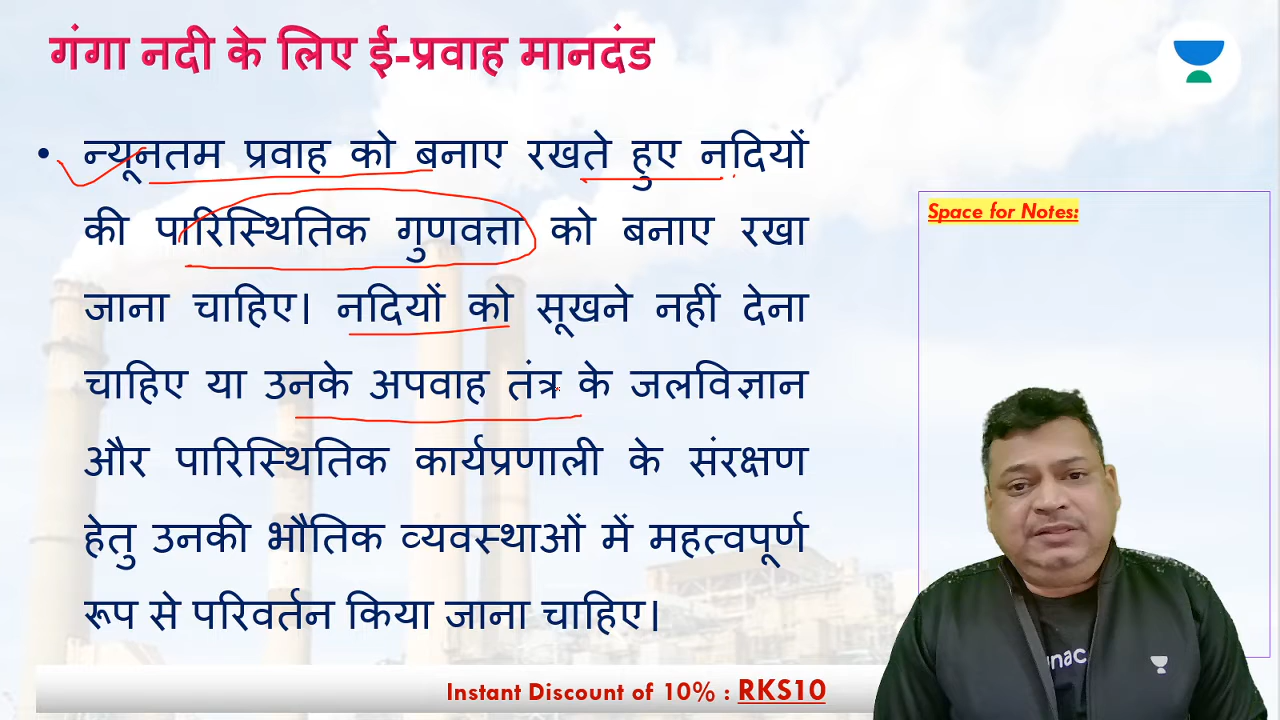 गंगा नदी के लिए ई-प्रवाह मानदंड
• न्यूनतम प्रवाह को बनाए रखते हुए नदियों
की पारिस्थितिक गुणवत्ता को बनाए रखा
जाना चाहिए। नदियों को सूखने नहीं देना
चाहिए या उनके अपवाह तंत्र के जलविज्ञान
और पारिस्थितिक कार्यप्रणाली के संरक्षण
हेतु उनकी भौतिक व्यवस्थाओं में महत्वपूर्ण
रूप से परिवर्तन किया जाना चाहिए।
Space for Notes:
Instant Discount of 10% : RKS10